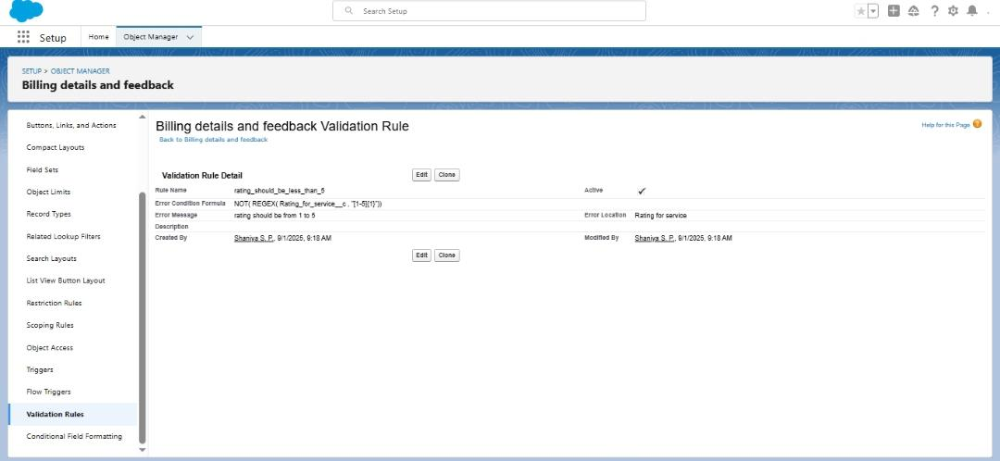 Search Setup
Setup Home Object Manager
SETUP > OBJECT MANAGER
Billing details and feedback
Buttons, Links, and Actions
Compact Layouts
Field Sets
Object Limits
Record Types
Related Lookup Filters
Search Layouts
List View Button Layout
Restriction Rules
Scoping Rules
Object Access
Triggers
Flow Triggers
Validation Rules
Conditional Field Formatting
Billing details and feedback Validation Rule
Back to Billing details and feedback
Help for this Page ?
Validation Rule Detail Edit Clone
Rule Name rating_should_be_less_than_5 Active ✓
Error Condition Formula NOT( REGEX( Rating_for_service__c , "[1-5]{1}"))
Error Message rating should be from 1 to 5 Error Location Rating for service
Description
Created By Shaniya S. P., 9/1/2025, 9:18 AM Modified By Shaniya S. P., 9/1/2025, 9:18 AM
Edit Clone